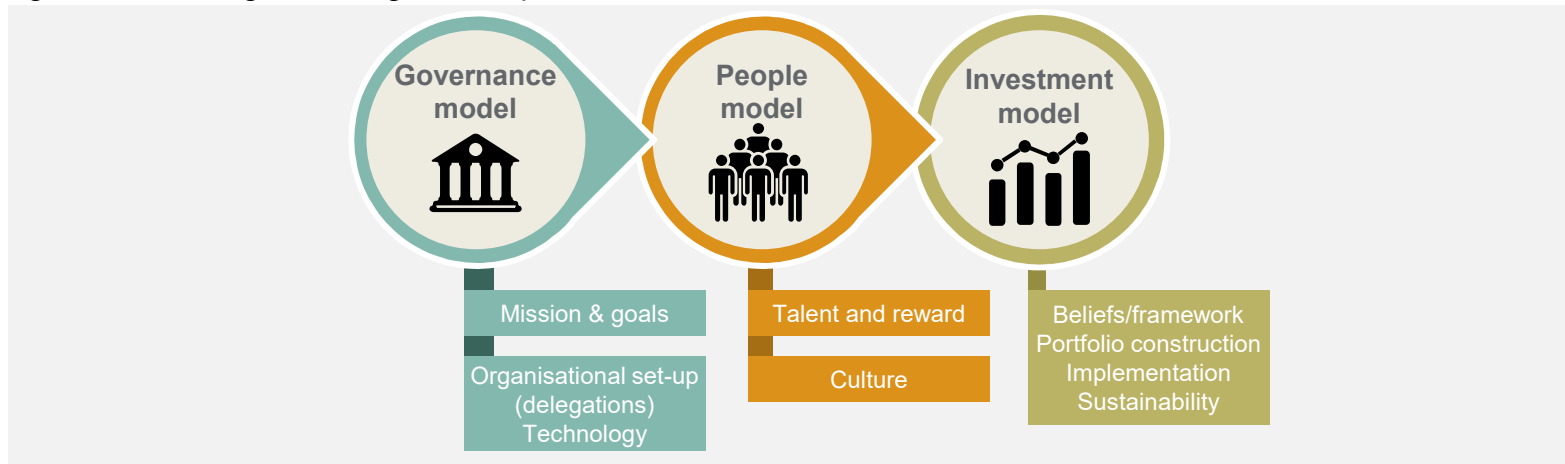 Governance
model
People
model
Investment
model
Mission & goals
Organisational set-up
(delegations)
Technology
Talent and reward
Culture
Beliefs/framework
Portfolio construction
Implementation
Sustainability